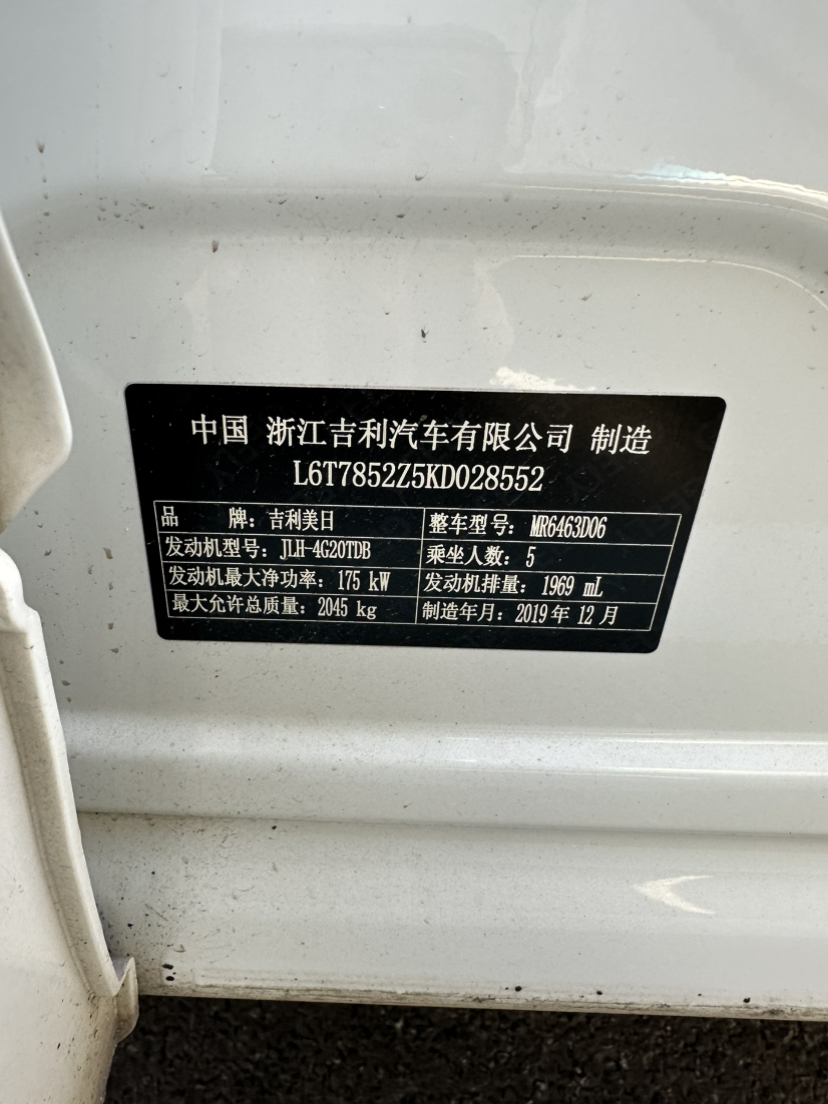 中国 浙江吉利汽车有限公司 制造
L6T7852Z5KD028552
品 牌：吉利美日 整车型号：MR6463D06
发动机型号：JLH-4G20TDB 乘坐人数：5
发动机最大净功率：175 kW 发动机排量：1969 mL
最大允许总质量：2045 kg 制造年月：2019年12月